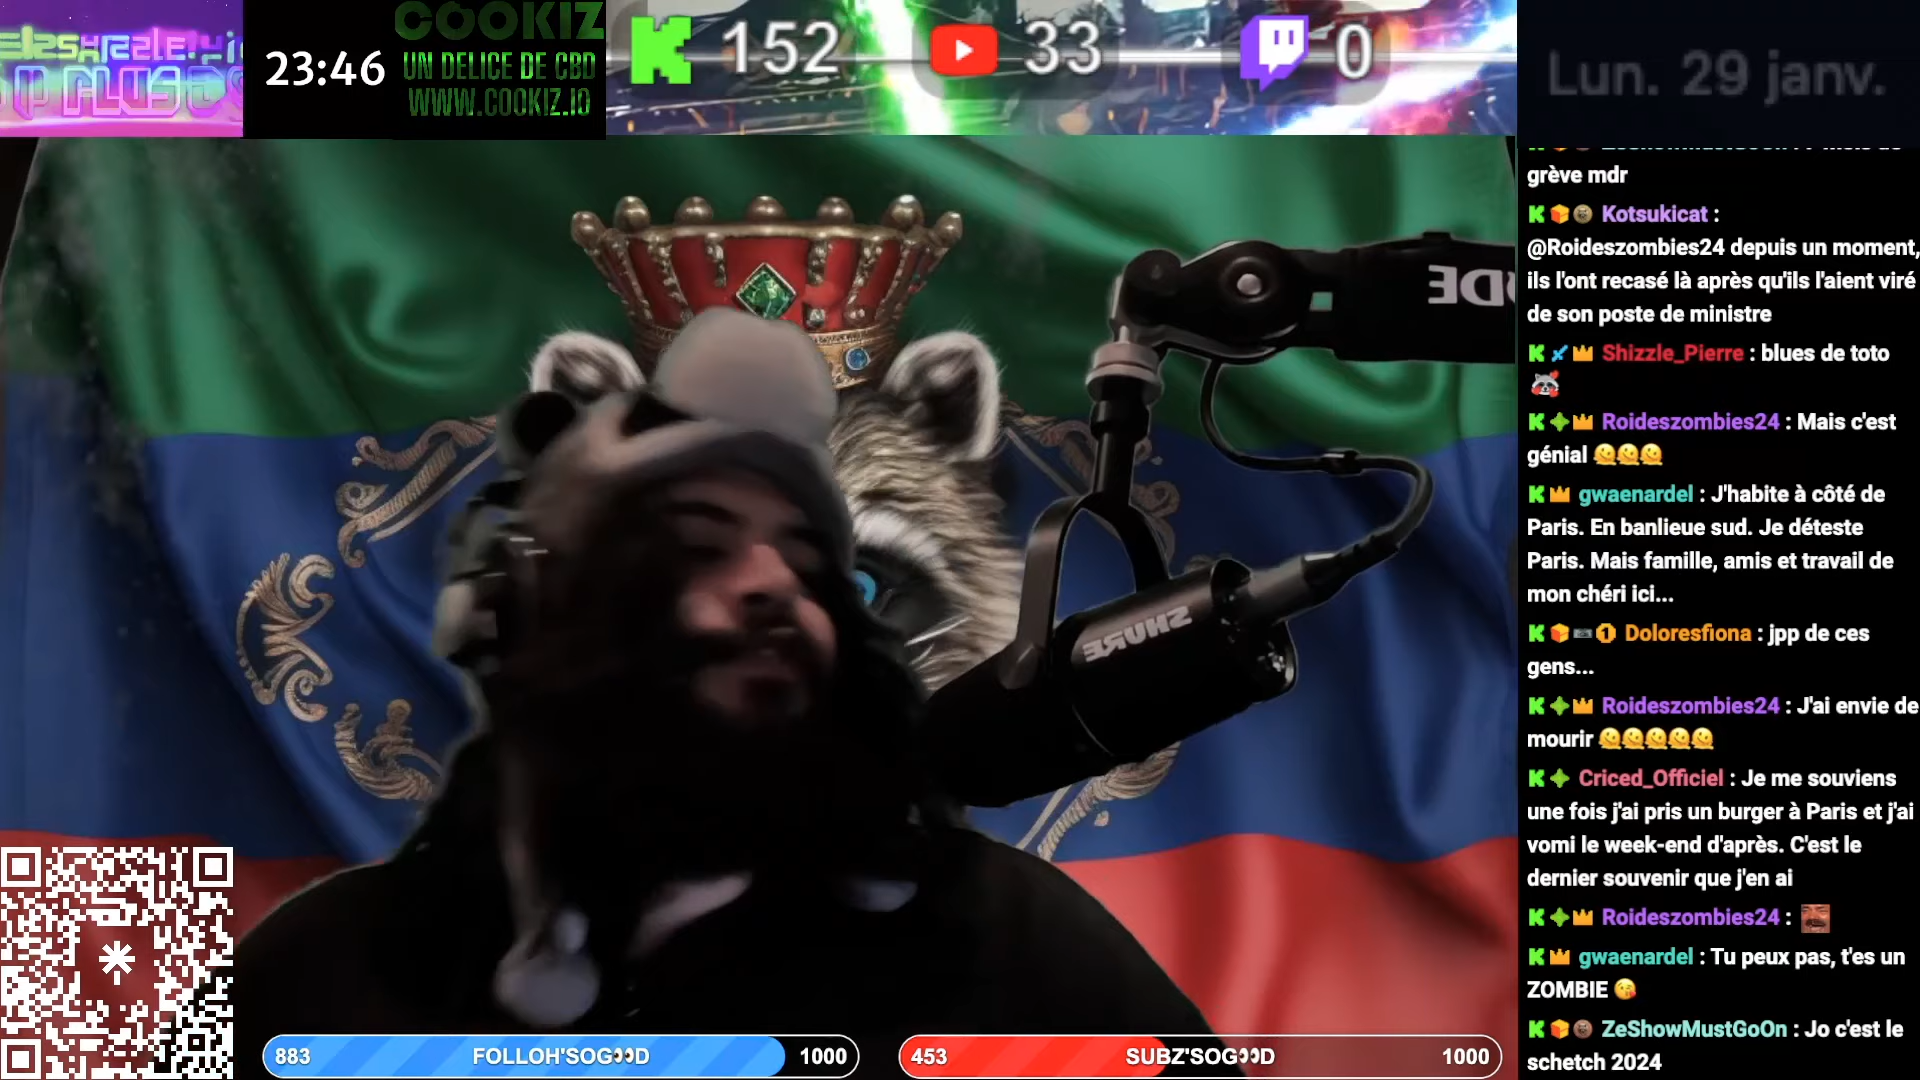 23:46
COOKIZ
UN DELICE DE CBD
WWW.COOKIZ.IO
152
33
0
Lun. 29 janv.
grève mdr
Kotsukicat :
@Roideszombies24 depuis un moment,
ils l'ont recasé là après qu'ils l'aient viré
de son poste de ministre
Shizzle_Pierre : blues de toto
Roideszombies24 : Mais c'est
génial 🫠🫠🫠
gwaenardel : J'habite à côté de
Paris. En banlieue sud. Je déteste
Paris. Mais famille, amis et travail de
mon chéri ici...
Doloresfiona : jpp de ces
gens...
Roideszombies24 : J'ai envie de
mourir 🫠🫠🫠🫠🫠
Criced_Officiel : Je me souviens
une fois j'ai pris un burger à Paris et j'ai
vomi le week-end d'après. C'est le
dernier souvenir que j'en ai
Roideszombies24 :
gwaenardel : Tu peux pas, t'es un
ZOMBIE 😘
ZeShowMustGoOn : Jo c'est le
schetch 2024
SHURE
883 FOLLOH'SOG👀D 1000
453 SUBZ'SOG👀D 1000